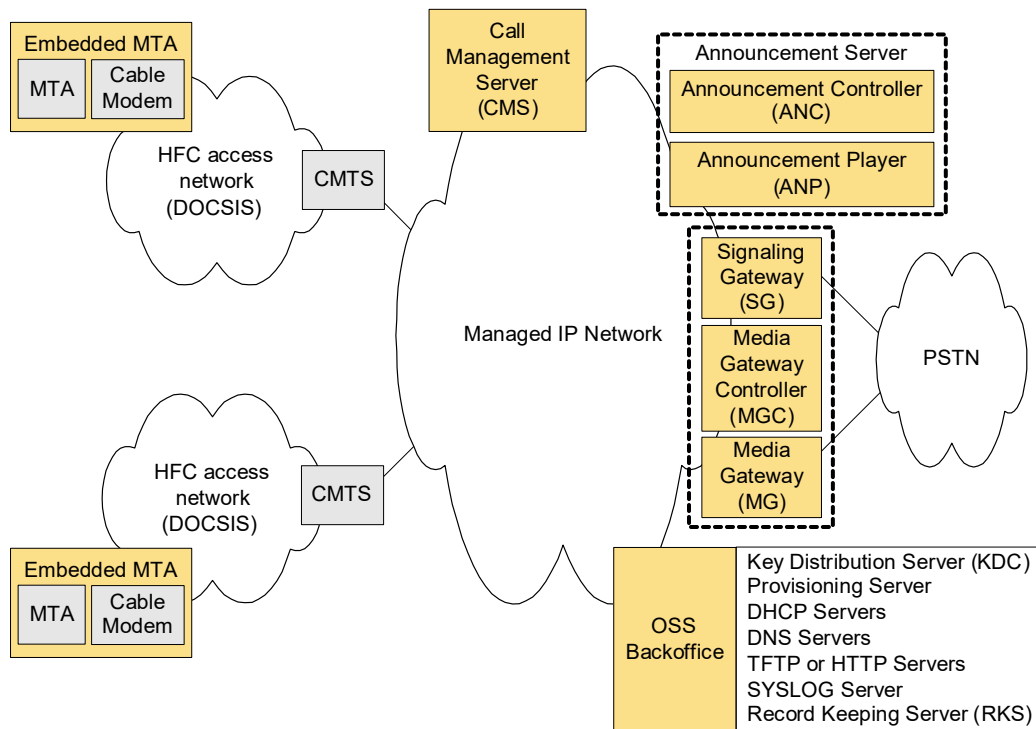 Embedded MTA
MTA
Cable
Modem
HFC access
network
(DOCSIS)
CMTS
Call
Management
Server
(CMS)
Announcement Server
Announcement Controller
(ANC)
Announcement Player
(ANP)
Signaling
Gateway
(SG)
Media
Gateway
Controller
(MGC)
Media
Gateway
(MG)
Managed IP Network
PSTN
HFC access
network
(DOCSIS)
CMTS
Embedded MTA
MTA
Cable
Modem
OSS
Backoffice
Key Distribution Server (KDC)
Provisioning Server
DHCP Servers
DNS Servers
TFTP or HTTP Servers
SYSLOG Server
Record Keeping Server (RKS)